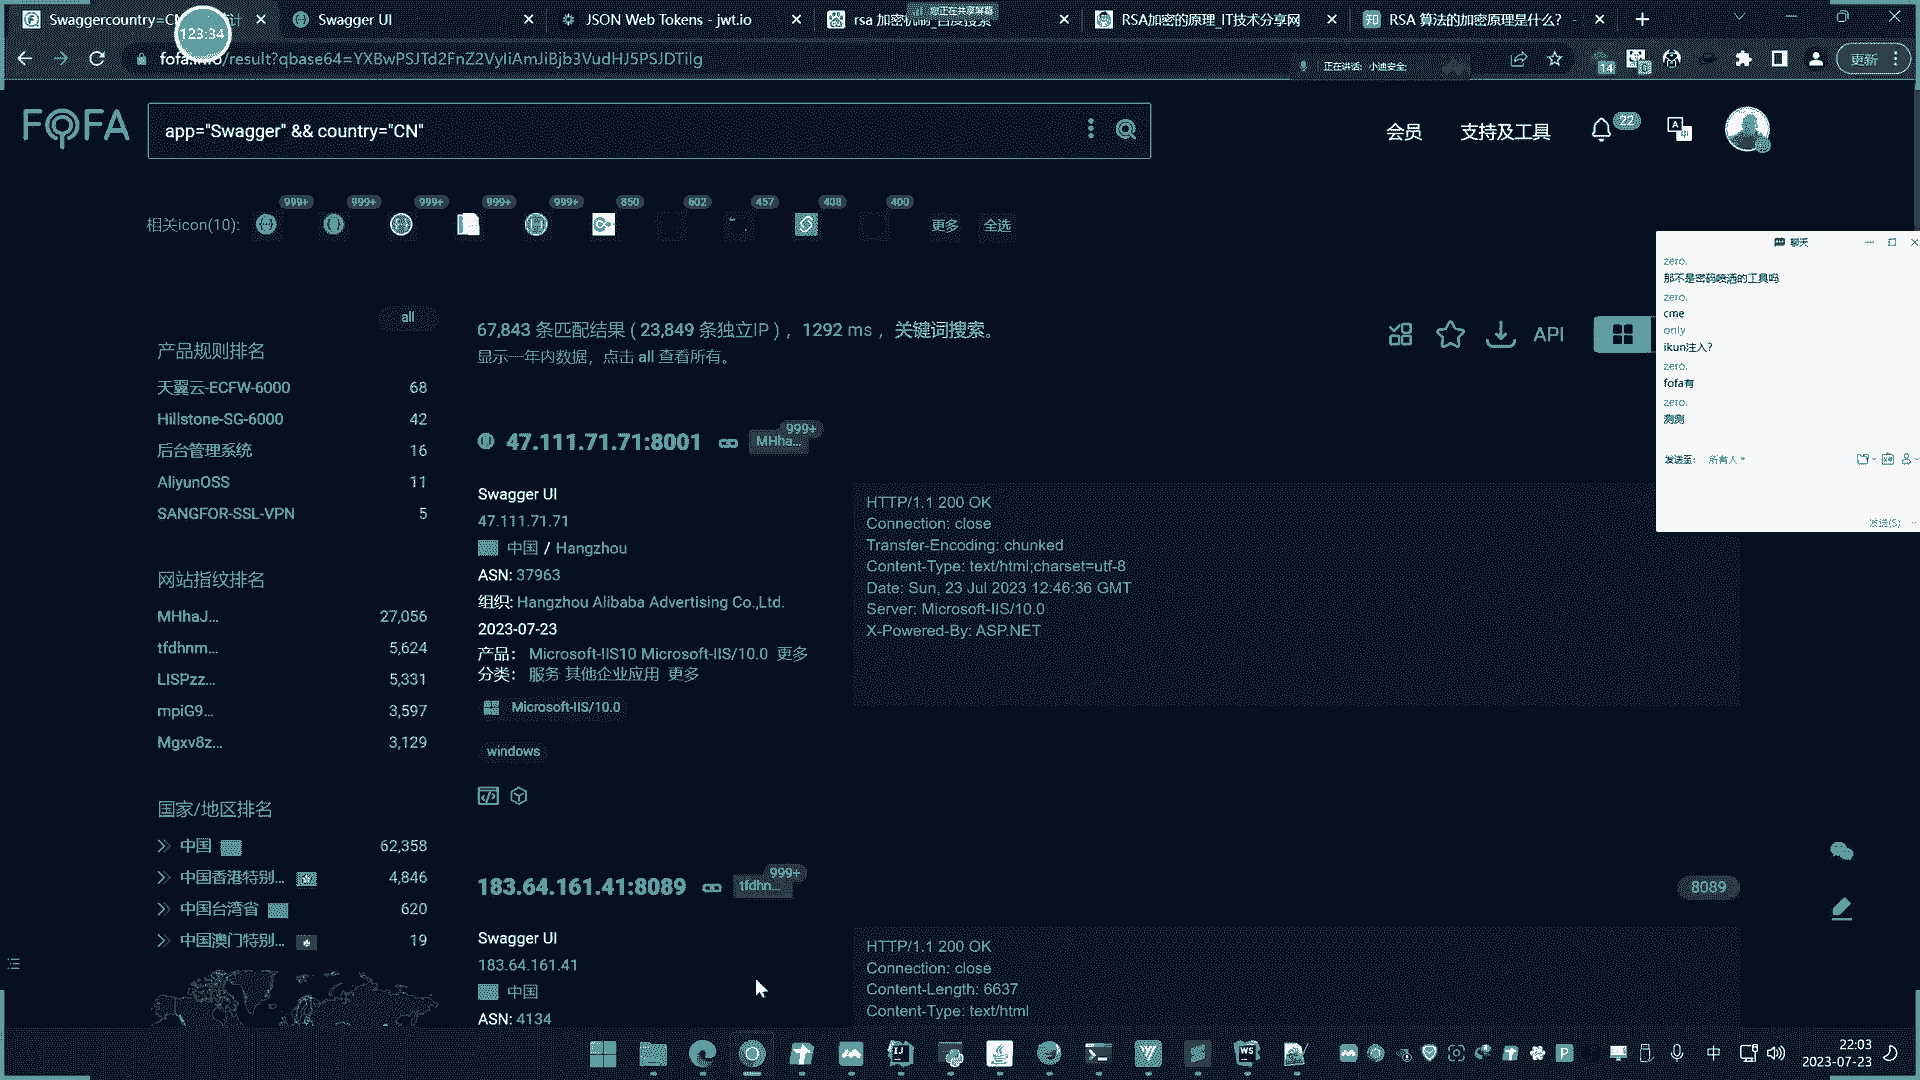 Swaggercountry=CN
Swagger UI
JSON Web Tokens - jwt.io
rsa 加密机制_百度搜索
您正在共享屏幕
RSA加密的原理_IT技术分享网
知
RSA 算法的加密原理是什么? -
123:34
fofa.info/result?qbase64=YXBwPSJTd2FnZ2VyIiAmJiBjb3VudHJ5PSJDTiIg
正在讲话: 小迪安全
14
更新
FOFA
app="Swagger" && country="CN"
会员
支持及工具
22
相关icon(10):
999+
999+
999+
999+
999+
850
602
457
408
400
更多
全选
all
67,843 条匹配结果 ( 23,849 条独立IP ) ，1292 ms ，关键词搜索。
显示一年内数据，点击 all 查看所有。
API
产品规则排名
天翼云-ECFW-6000 68
Hillstone-SG-6000 42
后台管理系统 16
AliyunOSS 11
SANGFOR-SSL-VPN 5
网站指纹排名
MHhaJ... 27,056
tfdhnm... 5,624
LISPzz... 5,331
mpiG9... 3,597
Mgxv8z... 3,129
国家/地区排名
中国 62,358
中国香港特别... 4,846
中国台湾省 620
中国澳门特别... 19
47.111.71.71:8001
MHha...
999+
Swagger UI
47.111.71.71
中国 / Hangzhou
ASN: 37963
组织: Hangzhou Alibaba Advertising Co.,Ltd.
2023-07-23
产品： Microsoft-IIS10 Microsoft-IIS/10.0 更多
分类： 服务 其他企业应用 更多
Microsoft-IIS/10.0
windows
HTTP/1.1 200 OK
Connection: close
Transfer-Encoding: chunked
Content-Type: text/html;charset=utf-8
Date: Sun, 23 Jul 2023 12:46:36 GMT
Server: Microsoft-IIS/10.0
X-Powered-By: ASP.NET
183.64.161.41:8089
tfdhn...
999+
8089
Swagger UI
183.64.161.41
中国
ASN: 4134
HTTP/1.1 200 OK
Connection: close
Content-Length: 6637
Content-Type: text/html
聊天
zero.
那不是密码喷洒的工具吗
zero.
cme
only
ikun注入?
zero.
fofa有
zero.
测测
发送至: 所有人
发送(S)
中
22:03
2023-07-23